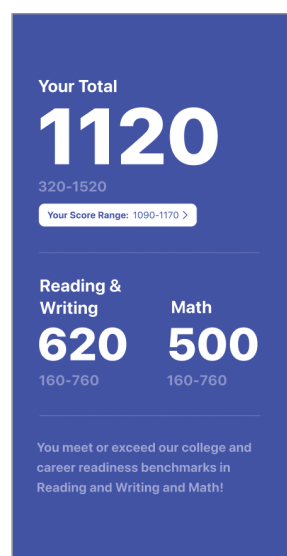 Your Total
1120
320-1520
Your Score Range: 1090-1170 >
Reading &
Writing
620
160-760
Math
500
160-760
You meet or exceed our college and
career readiness benchmarks in
Reading and Writing and Math!